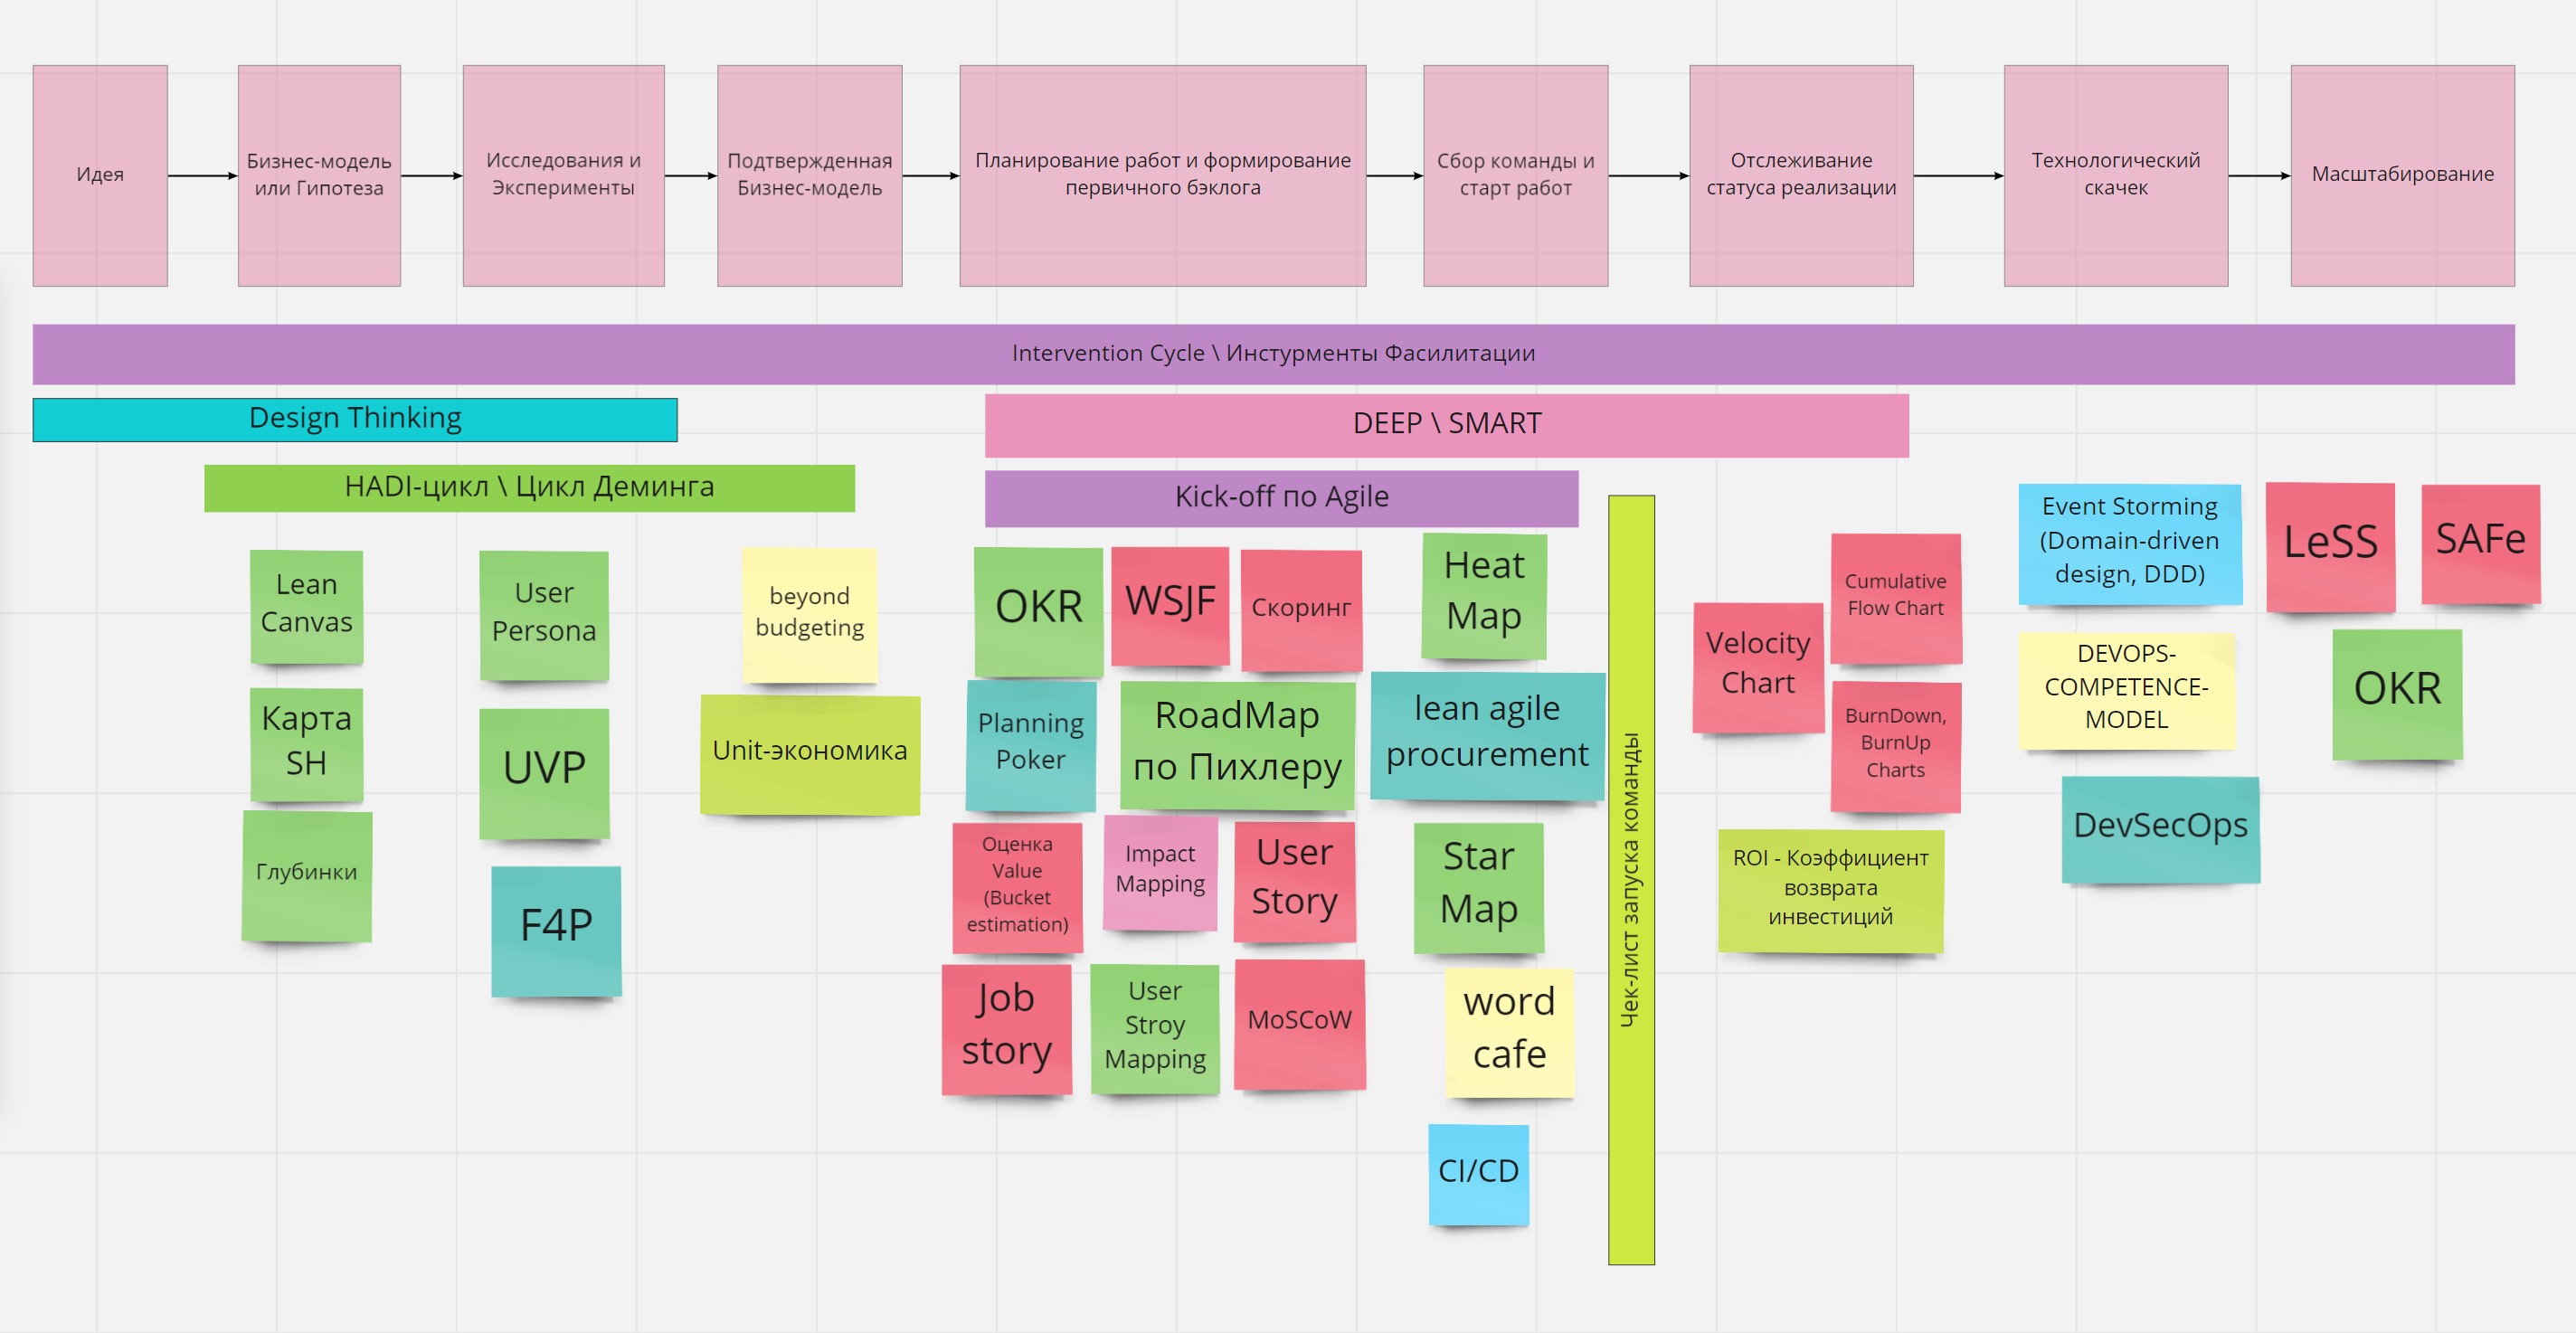 Идея
Бизнес-модель
или Гипотеза
Исследования и
Эксперименты
Подтвержденная
Бизнес-модель
Планирование работ и формирование
первичного бэклога
Сбор команды и
старт работ
Отслеживание
статуса реализации
Технологический
скачек
Масштабирование
Intervention Cycle \ Инстурменты Фасилитации
Design Thinking
DEEP \ SMART
HADI-цикл \ Цикл Деминга
Kick-off по Agile
Lean
Canvas
Карта
SH
Глубинки
User
Persona
UVP
F4P
beyond
budgeting
Unit-экономика
OKR
WSJF
Скоринг
Planning
Poker
RoadMap
по Пихлеру
Оценка
Value
(Bucket
estimation)
Impact
Mapping
User
Story
Job
story
User
Stroy
Mapping
MoSCoW
Heat
Map
lean agile
procurement
Star
Map
word
cafe
CI/CD
Чек-лист запуска команды
Velocity
Chart
Cumulative
Flow Chart
BurnDown,
BurnUp
Charts
ROI - Коэффициент
возврата
инвестиций
Event Storming
(Domain-driven
design, DDD)
DEVOPS-
COMPETENCE-
MODEL
DevSecOps
LeSS
SAFe
OKR